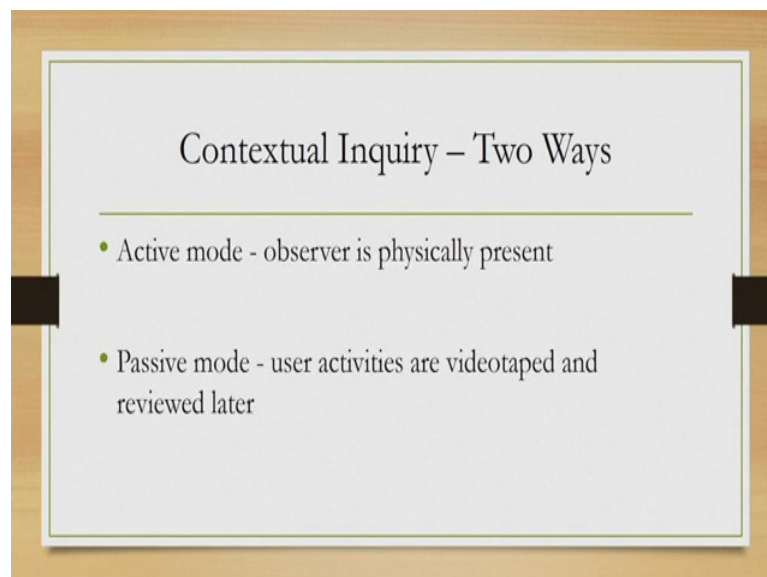 Contextual Inquiry – Two Ways
• Active mode - observer is physically present
• Passive mode - user activities are videotaped and
reviewed later